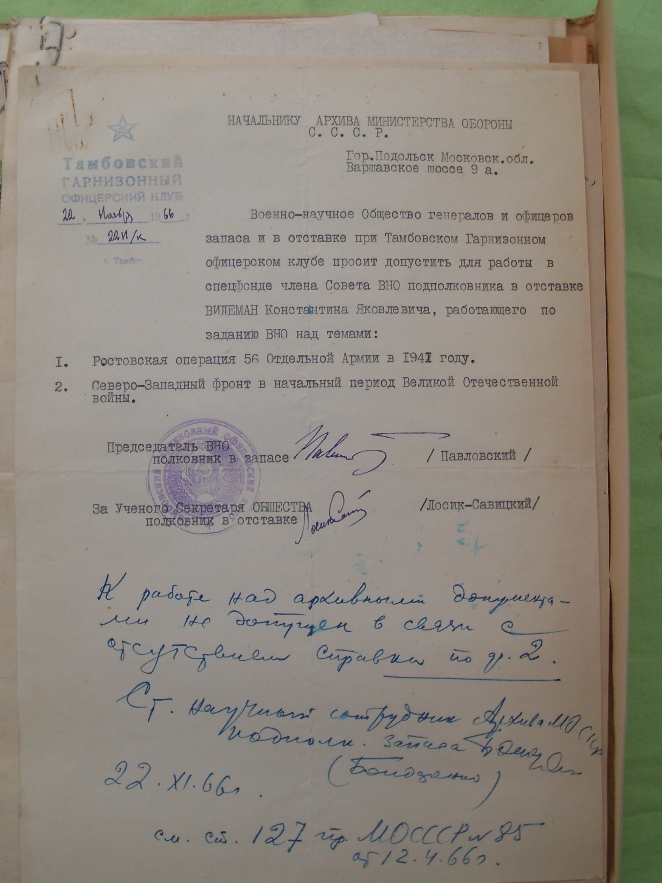 НАЧАЛЬНИКУ АРХИВА МИНИСТЕРСТВА ОБОРОНЫ
С. С. С. Р.
Гор.Подольск Московск.обл.
Варшавское шоссе 9 а.
Тамбовский
ГАРНИЗОННЫЙ
ОФИЦЕРСКИЙ КЛУБ
22 ноября 1966 г
№ 221/к
г. Тамб
Военно-научное Общество генералов и офицеров
запаса и в отставке при Тамбовском Гарнизонном
офицерском клубе просит допустить для работы в
спецфонде члена Совета ВНО подполковника в отставке
ВИЛЕМАН Константина Яковлевича, работающего по
заданию ВНО над темами:
I. Ростовская операция 56 Отдельной Армии в 1941 году.
2. Северо-Западный фронт в начальный период Великой Отечественной
войны.
Председатель ВНО
полковник в запасе / Павловский /
За Ученого Секретаря ОБЩЕСТВА /Лосик-Савицкий/
полковник в отставке
К работе над архивными документа-
ми не допущен в связи с
отсутствием справки по ф. 2.
Ст. научный сотрудник Архива МО СССР
подполк. запаса
22.XI.66г.
см. ст. 127 пр МО СССР № 85
от 12.4.66г.